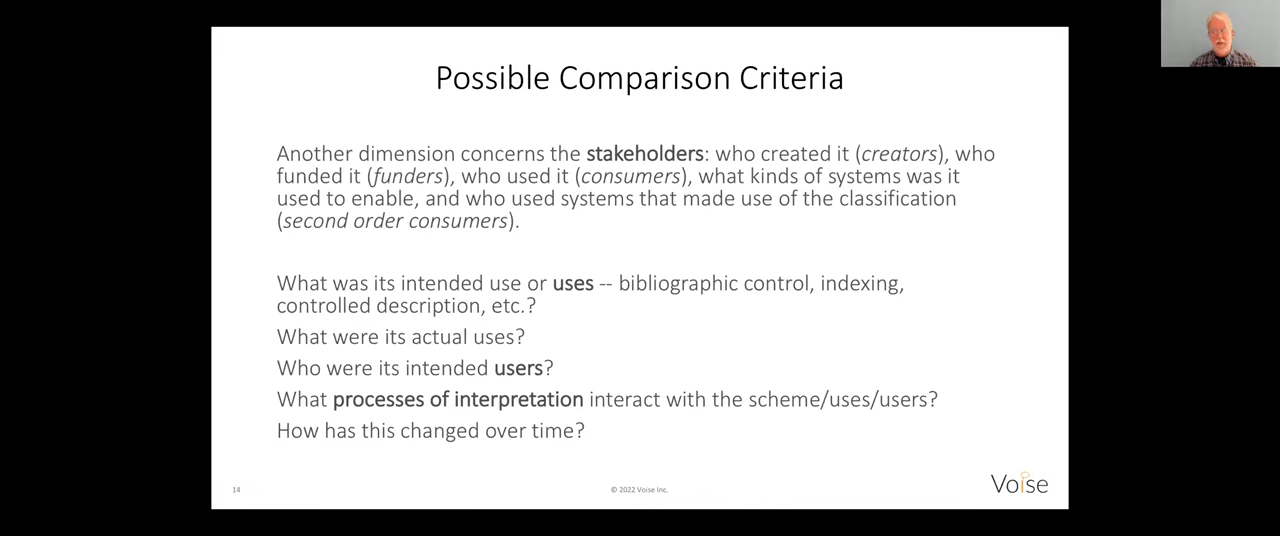 Possible Comparison Criteria
Another dimension concerns the stakeholders: who created it (creators), who
funded it (funders), who used it (consumers), what kinds of systems was it
used to enable, and who used systems that made use of the classification
(second order consumers).
What was its intended use or uses -- bibliographic control, indexing,
controlled description, etc.?
What were its actual uses?
Who were its intended users?
What processes of interpretation interact with the scheme/uses/users?
How has this changed over time?
14
© 2022 Voise Inc.
Voise